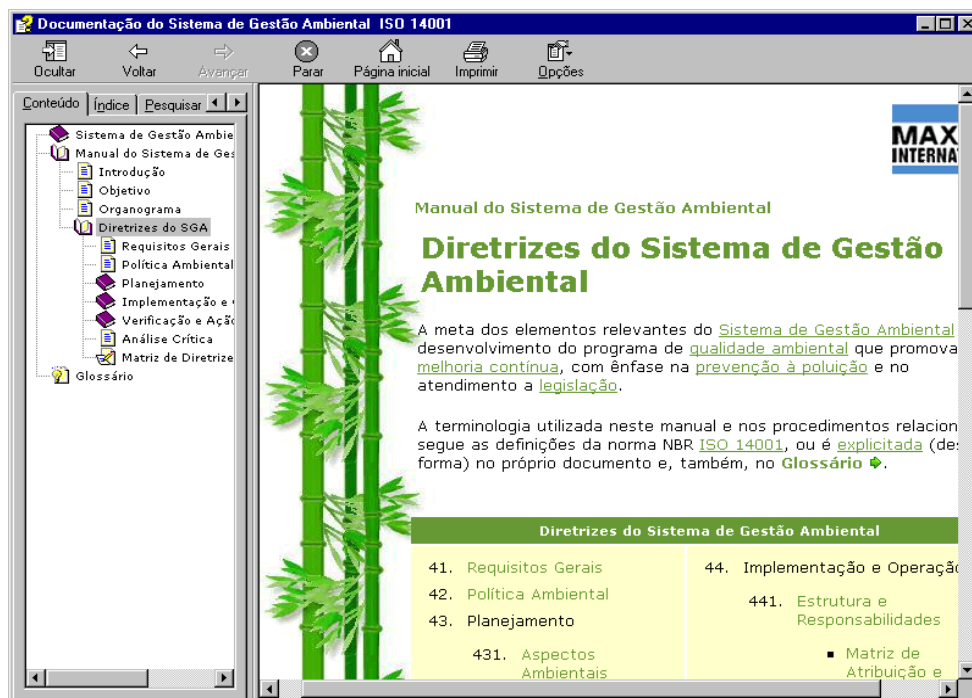 Documentação do Sistema de Gestão Ambiental ISO 14001
Ocultar Voltar Avançar Parar Página inicial Imprimir Opções
Conteúdo Índice Pesquisar
Sistema de Gestão Ambie
Manual do Sistema de Ges
Introdução
Objetivo
Organograma
Diretrizes do SGA
Requisitos Gerais
Política Ambiental
Planejamento
Implementação e
Verificação e Açã
Análise Crítica
Matriz de Diretrize
Glossário
MAX
INTERNA
Manual do Sistema de Gestão Ambiental
Diretrizes do Sistema de Gestão
Ambiental
A meta dos elementos relevantes do Sistema de Gestão Ambiental
desenvolvimento do programa de qualidade ambiental que promova
melhoria contínua, com ênfase na prevenção à poluição e no
atendimento a legislação.
A terminologia utilizada neste manual e nos procedimentos relacion
segue as definições da norma NBR ISO 14001, ou é explicitada (de
forma) no próprio documento e, também, no Glossário.
Diretrizes do Sistema de Gestão Ambiental
41. Requisitos Gerais
42. Política Ambiental
43. Planejamento
431. Aspectos
Ambientais
44. Implementação e Operaçã
441. Estrutura e
Responsabilidades
▪ Matriz de
Atribuição e